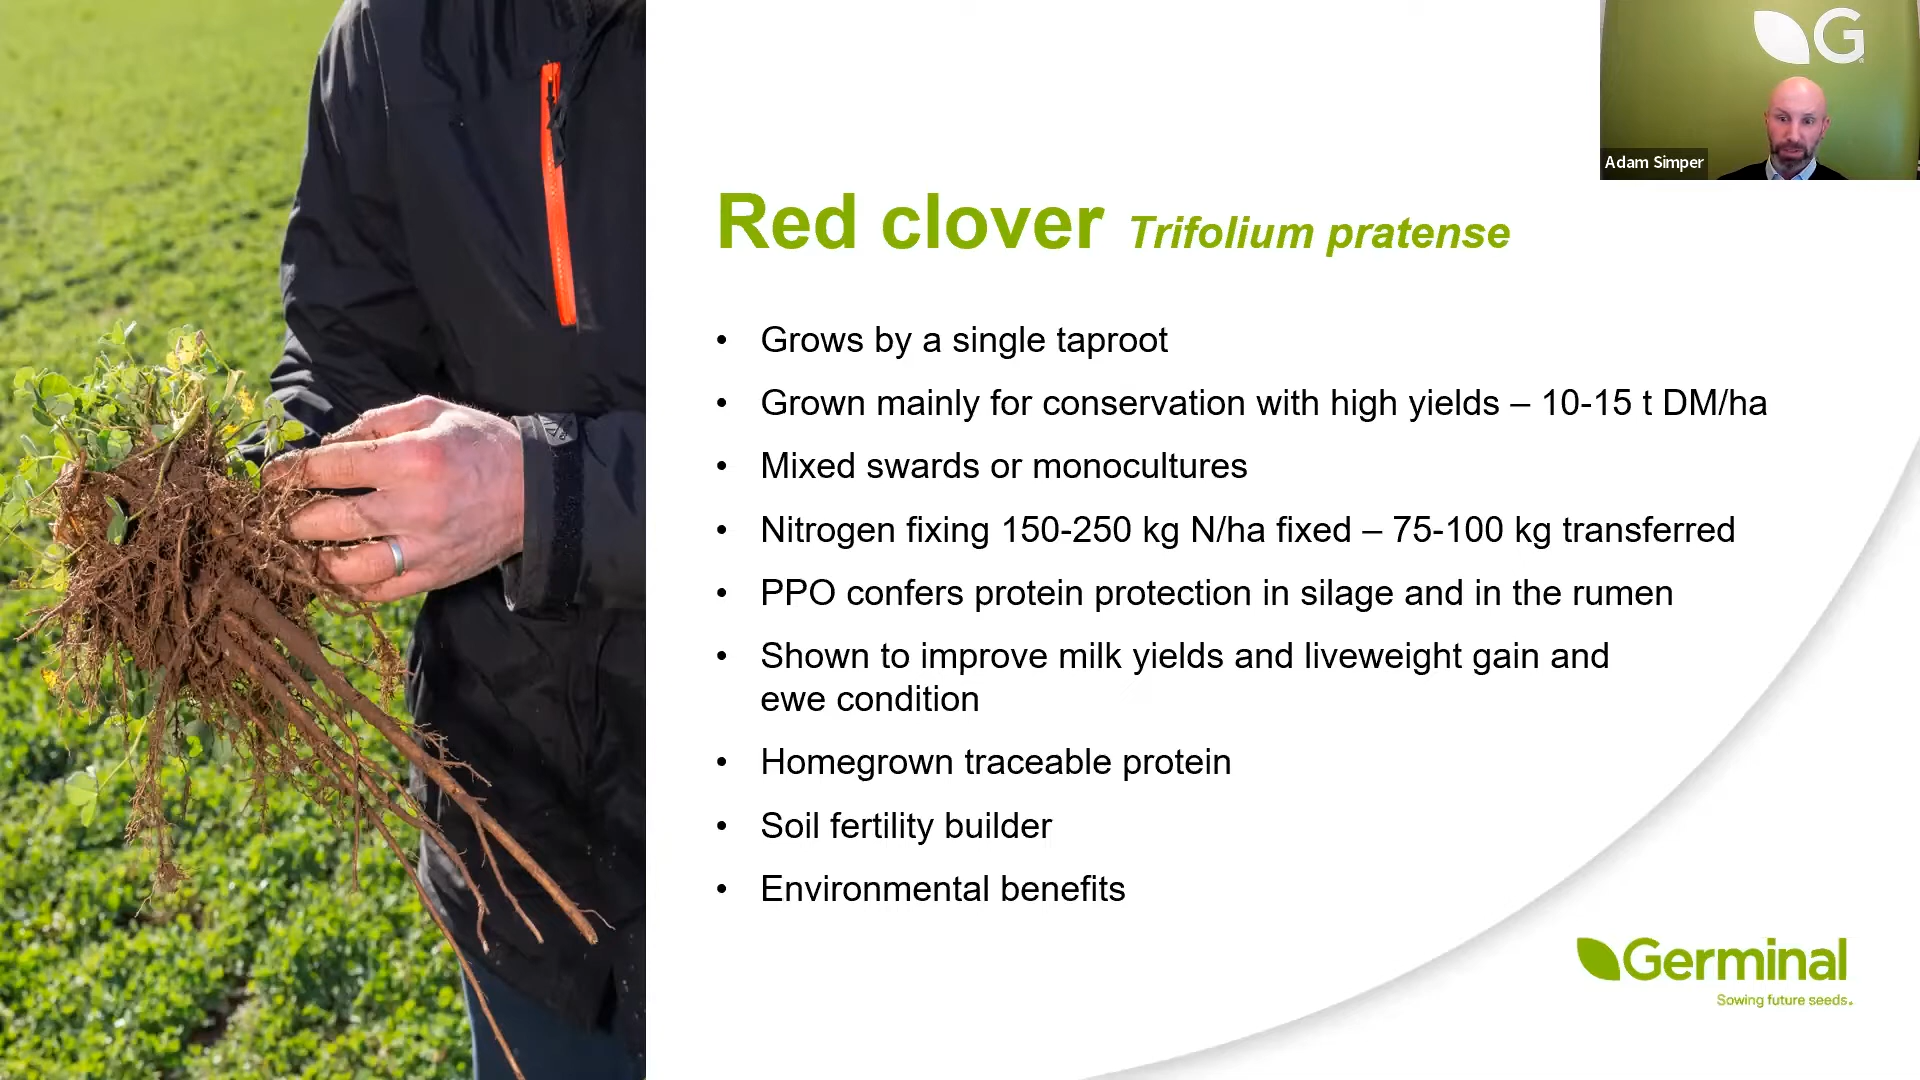 G
Adam Simper
Red clover Trifolium pratense
• Grows by a single taproot
• Grown mainly for conservation with high yields – 10-15 t DM/ha
• Mixed swards or monocultures
• Nitrogen fixing 150-250 kg N/ha fixed – 75-100 kg transferred
• PPO confers protein protection in silage and in the rumen
• Shown to improve milk yields and liveweight gain and
ewe condition
• Homegrown traceable protein
• Soil fertility builder
• Environmental benefits
Germinal
Sowing future seeds.